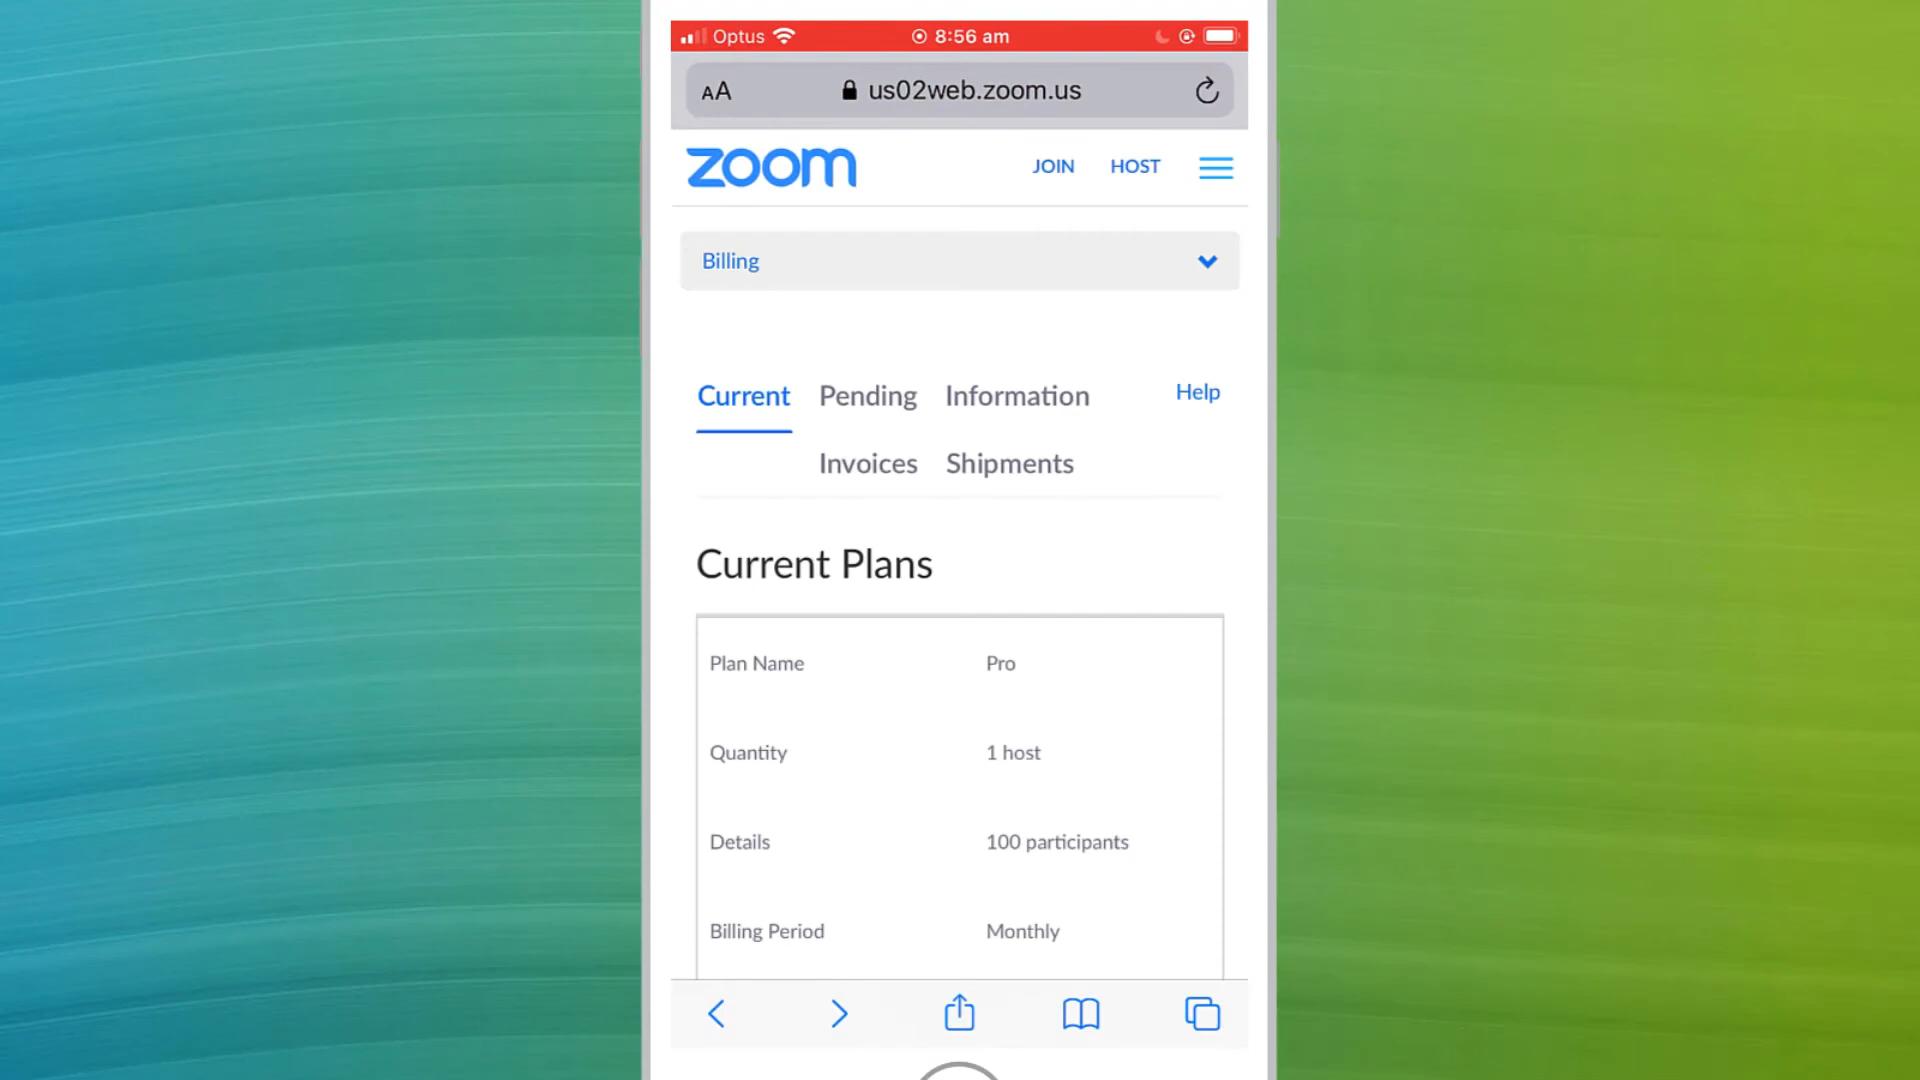 Optus 8:56 am
AA us02web.zoom.us
zoom JOIN HOST
Billing
Current Pending Information Help
Invoices Shipments
Current Plans
Plan Name Pro
Quantity 1 host
Details 100 participants
Billing Period Monthly